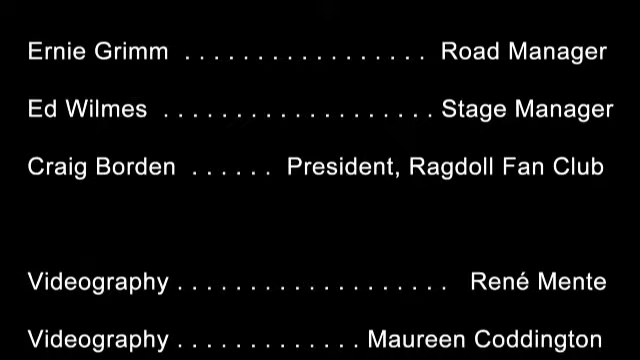 Ernie Grimm . . . . . . . . . . . . . . . . . Road Manager
Ed Wilmes . . . . . . . . . . . . . . . . . . . Stage Manager
Craig Borden . . . . . . President, Ragdoll Fan Club
Videography . . . . . . . . . . . . . . . . . . . René Mente
Videography . . . . . . . . . . . . . Maureen Coddington